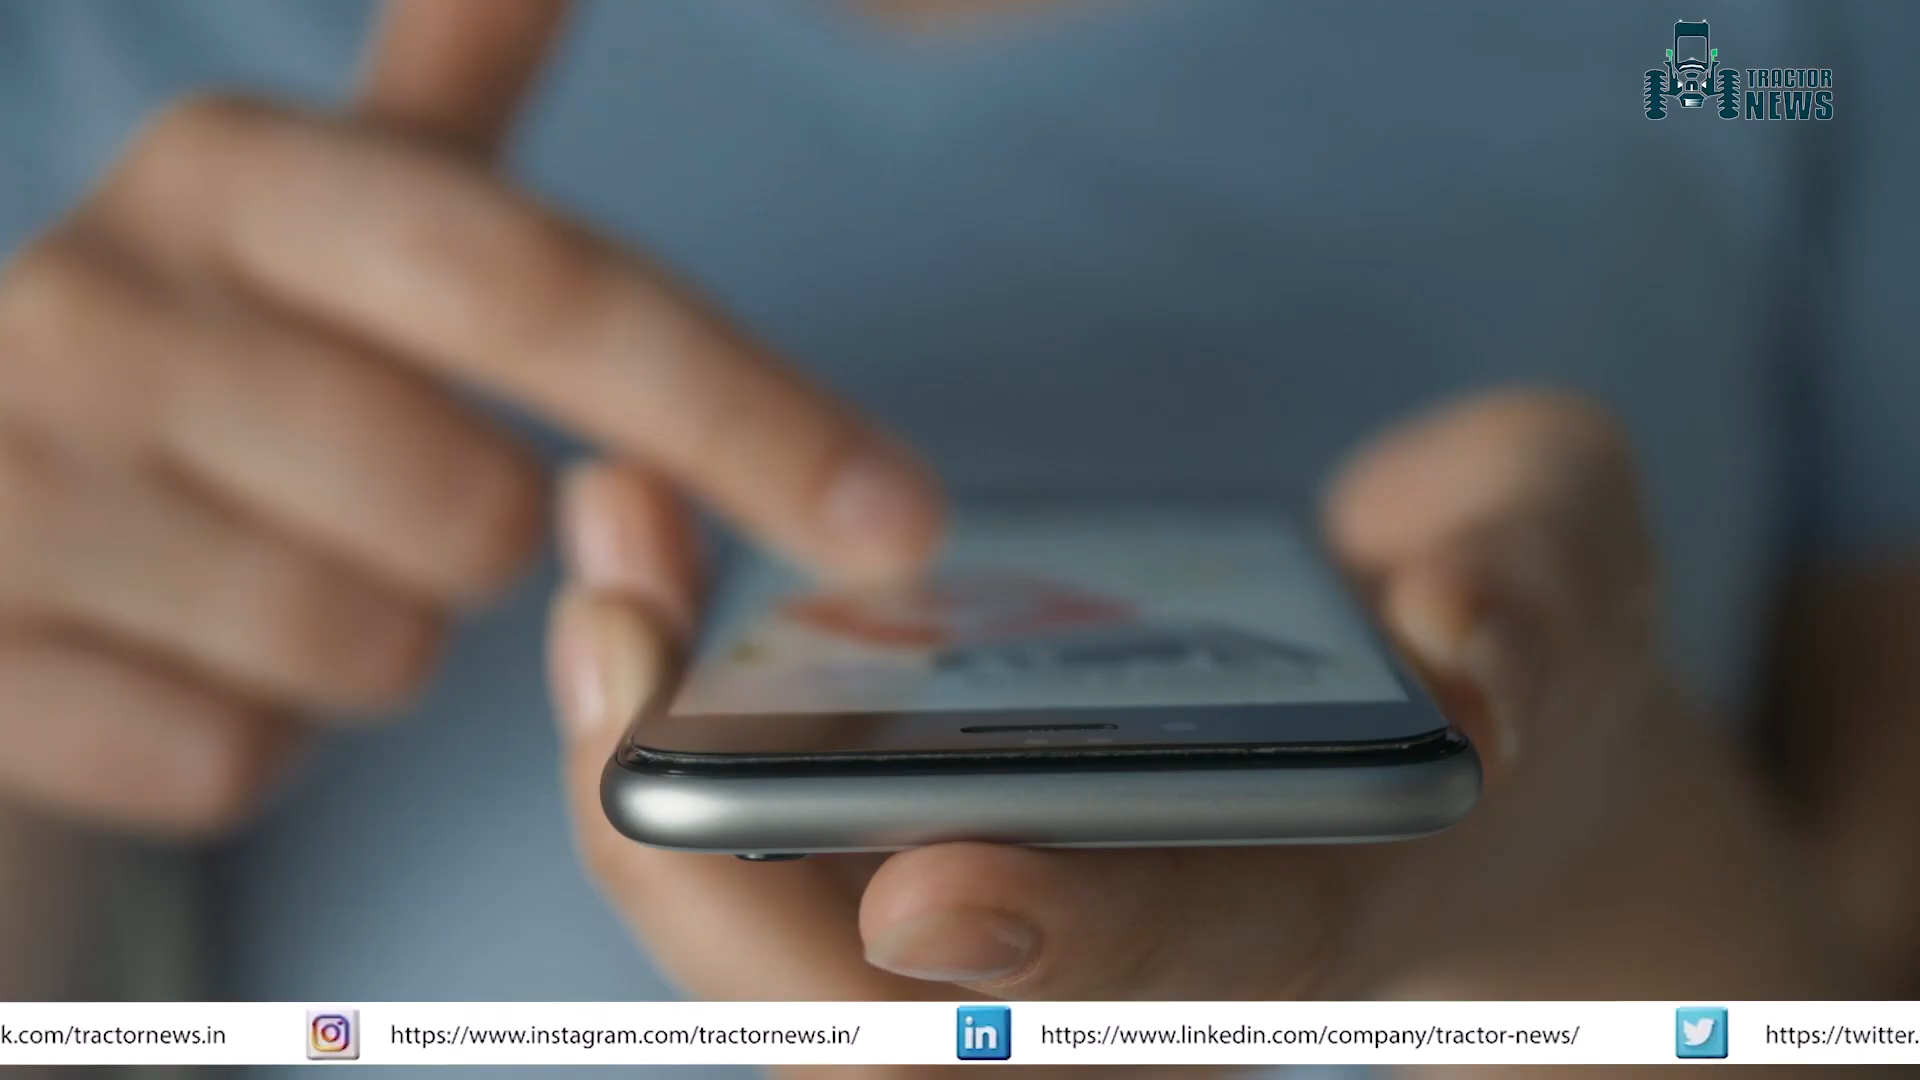 TRACTOR
NEWS
k.com/tractornews.in
https://www.instagram.com/tractornews.in/
in
https://www.linkedin.com/company/tractor-news/
https://twitter.